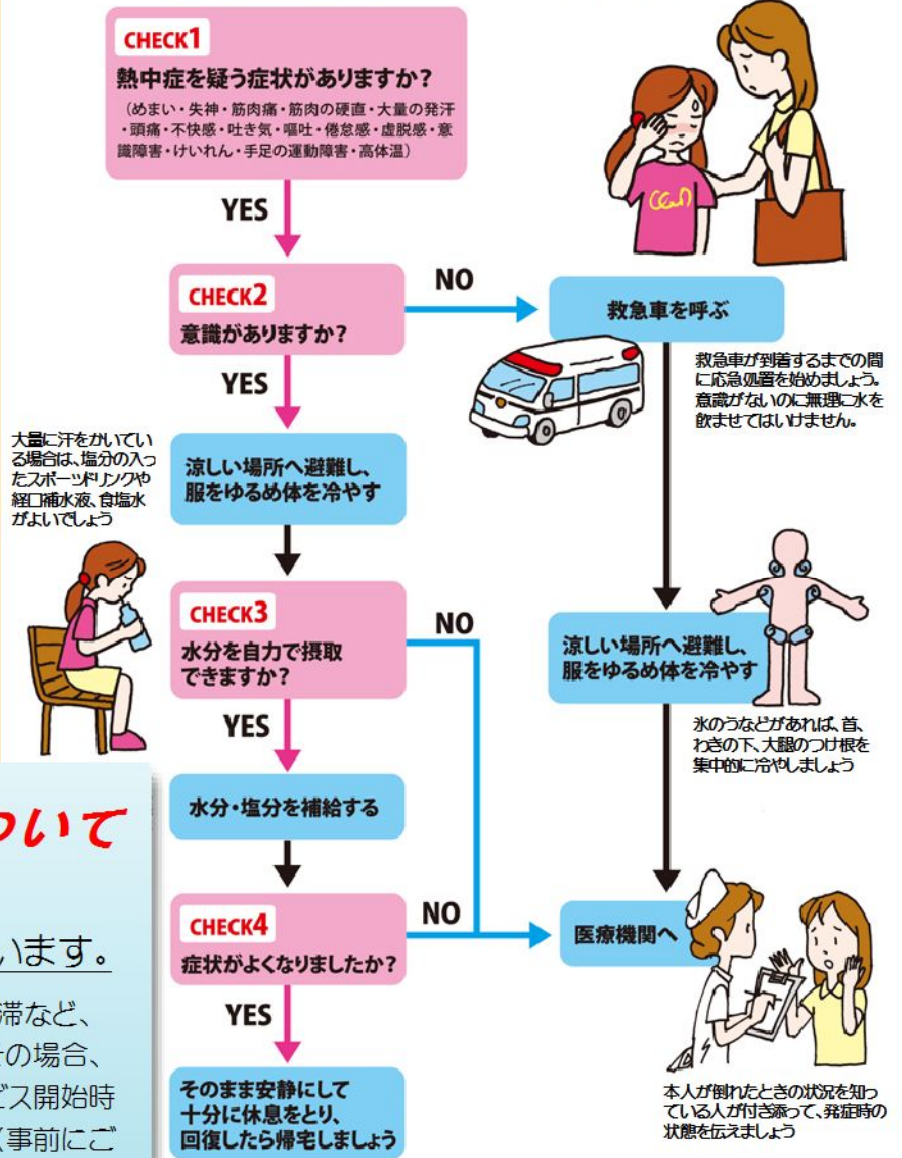 CHECK1
熱中症を疑う症状がありますか？
（めまい・失神・筋肉痛・筋肉の硬直・大量の発汗
・頭痛・不快感・吐き気・嘔吐・倦怠感・虚脱感・意
識障害・けいれん・手足の運動障害・高体温）
YES
CHECK2
意識がありますか？
NO
救急車を呼ぶ
救急車が到着するまでの間
に応急処置を始めましょう。
意識がないのに無理に水を
飲ませてはいけません。
YES
大量に汗をかいてい
る場合は、塩分の入っ
たスポーツドリンクや
経口補水液、食塩水
がよいでしょう
涼しい場所へ避難し、
服をゆるめ体を冷やす
CHECK3
水分を自力で摂取
できますか？
NO
涼しい場所へ避難し、
服をゆるめ体を冷やす
氷のうなどがあれば、首、
わきの下、大腿のつけ根を
集中的に冷やしましょう
YES
水分・塩分を補給する
CHECK4
症状がよくなりましたか？
NO
医療機関へ
YES
そのまま安静にして
十分に休息をとり、
回復したら帰宅しましょう
本人が倒れたときの状況を知っ
ている人が付き添って、発症時の
状態を伝えましょう
ついて
います。
滞など、
その場合、
ビス開始時
（事前にご